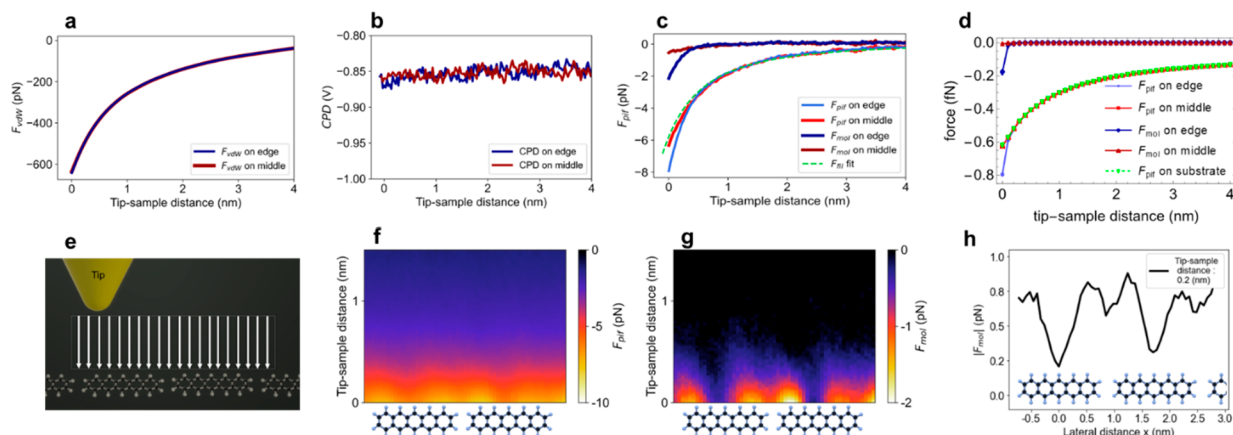 a
F_vdW (pN)
0
−200
−400
−600
F_vdW on edge
F_vdW on middle
0 1 2 3 4
Tip-sample distance (nm)
b
CPD (V)
−0.80
−0.85
−0.90
−0.95
−1.00
CPD on edge
CPD on middle
0 1 2 3 4
Tip-sample distance (nm)
c
F_pif (pN)
0
−2
−4
−6
−8
F_pif on edge
F_pif on middle
F_mol on edge
F_mol on middle
fit
0 1 2 3 4
Tip-sample distance (nm)
d
force (fN)
0.0
−0.2
−0.4
−0.6
−0.8
F_pif on edge
F_pif on middle
F_mol on edge
F_mol on middle
F_pif on substrate
0 1 2 3 4
tip−sample distance (nm)
e
Tip
f
Tip-sample distance (nm)
1
0
0
−5
−10
F_pif (pN)
g
Tip-sample distance (nm)
1
0
0
−1
−2
F_mol (pN)
h
|F_mol| (pN)
1.0
0.9
0.6
0.2
0.0
Tip-sample
distance :
0.2 (nm)
-0.5 0.0 0.5 1.0 1.5 2.0 2.5 3.0
Lateral distance x (nm)